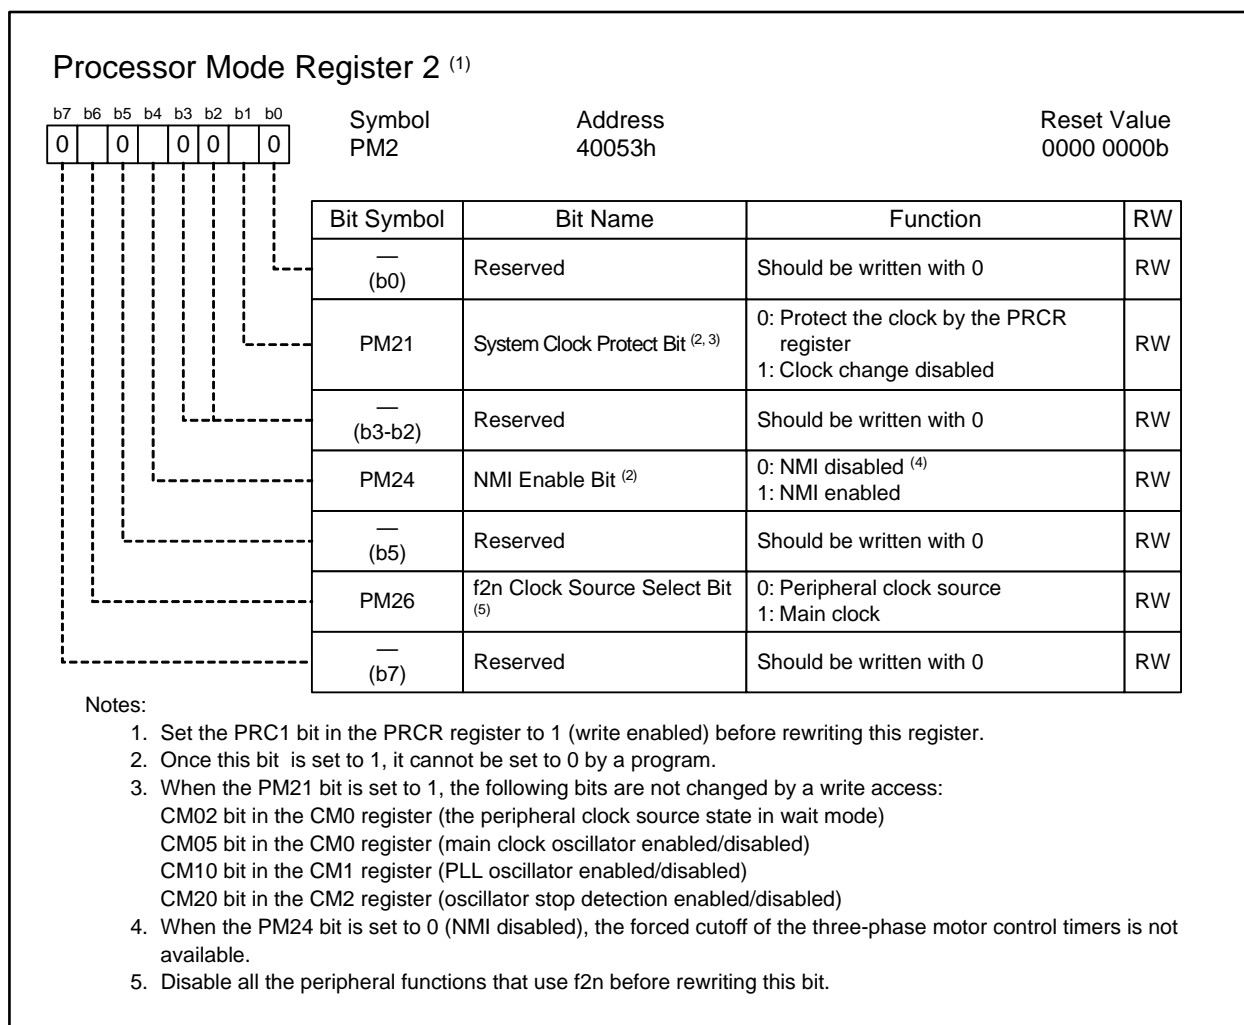 Processor Mode Register 2 (1)
b7 b6 b5 b4 b3 b2 b1 b0
0 0 0 0 0
Symbol Address Reset Value
PM2 40053h 0000 0000b
Bit Symbol Bit Name Function RW
—
(b0) Reserved Should be written with 0 RW
PM21 System Clock Protect Bit (2, 3) 0: Protect the clock by the PRCR
register
1: Clock change disabled RW
—
(b3-b2) Reserved Should be written with 0 RW
PM24 NMI Enable Bit (2) 0: NMI disabled (4)
1: NMI enabled RW
—
(b5) Reserved Should be written with 0 RW
PM26 f2n Clock Source Select Bit
(5) 0: Peripheral clock source
1: Main clock RW
—
(b7) Reserved Should be written with 0 RW
Notes:
1. Set the PRC1 bit in the PRCR register to 1 (write enabled) before rewriting this register.
2. Once this bit is set to 1, it cannot be set to 0 by a program.
3. When the PM21 bit is set to 1, the following bits are not changed by a write access:
CM02 bit in the CM0 register (the peripheral clock source state in wait mode)
CM05 bit in the CM0 register (main clock oscillator enabled/disabled)
CM10 bit in the CM1 register (PLL oscillator enabled/disabled)
CM20 bit in the CM2 register (oscillator stop detection enabled/disabled)
4. When the PM24 bit is set to 0 (NMI disabled), the forced cutoff of the three-phase motor control timers is not
available.
5. Disable all the peripheral functions that use f2n before rewriting this bit.